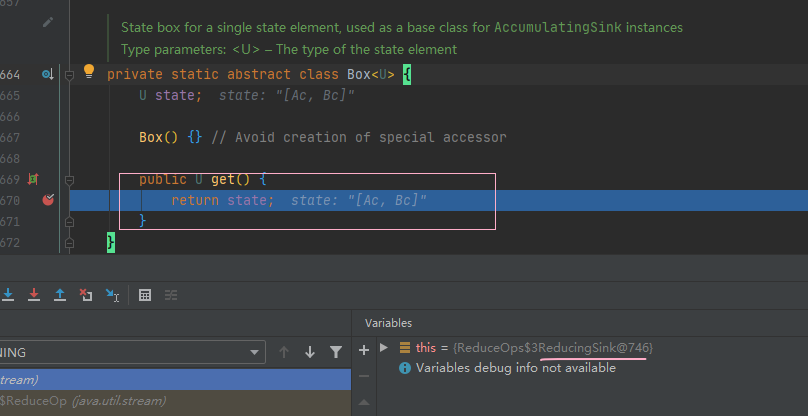 657
State box for a single state element, used as a base class for AccumulatingSink instances
Type parameters: <U> – The type of the state element
664 private static abstract class Box<U> {
665 U state; state: "[Ac, Bc]"
666
667 Box() {} // Avoid creation of special accessor
668
669 public U get() {
670 return state; state: "[Ac, Bc]"
671 }
672 }
Variables
NING
this = {ReduceOps$3ReducingSink@746}
Variables debug info not available
stream)
$ReduceOp (java.util.stream)